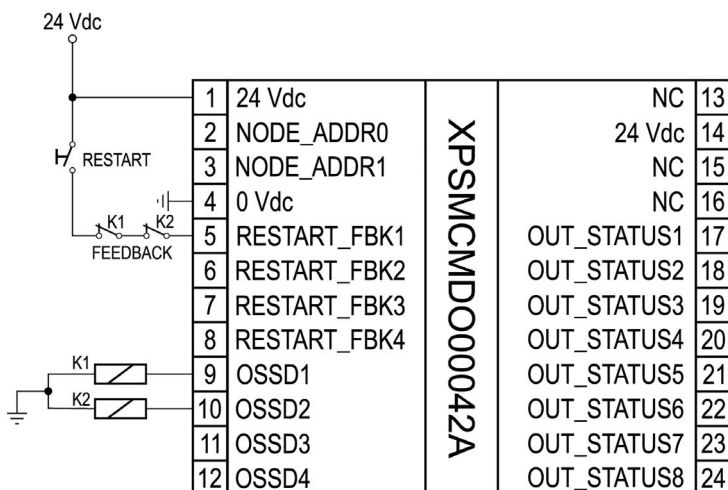 24 Vdc
1 24 Vdc NC 13
2 NODE_ADDR0 24 Vdc 14
RESTART
3 NODE_ADDR1 NC 15
4 0 Vdc NC 16
K1 K2
5 RESTART_FBK1 OUT_STATUS1 17
FEEDBACK
6 RESTART_FBK2 OUT_STATUS2 18
7 RESTART_FBK3 OUT_STATUS3 19
8 RESTART_FBK4 OUT_STATUS4 20
K1
9 OSSD1 OUT_STATUS5 21
K2
10 OSSD2 OUT_STATUS6 22
11 OSSD3 OUT_STATUS7 23
12 OSSD4 OUT_STATUS8 24
XPSMCMDO00042A